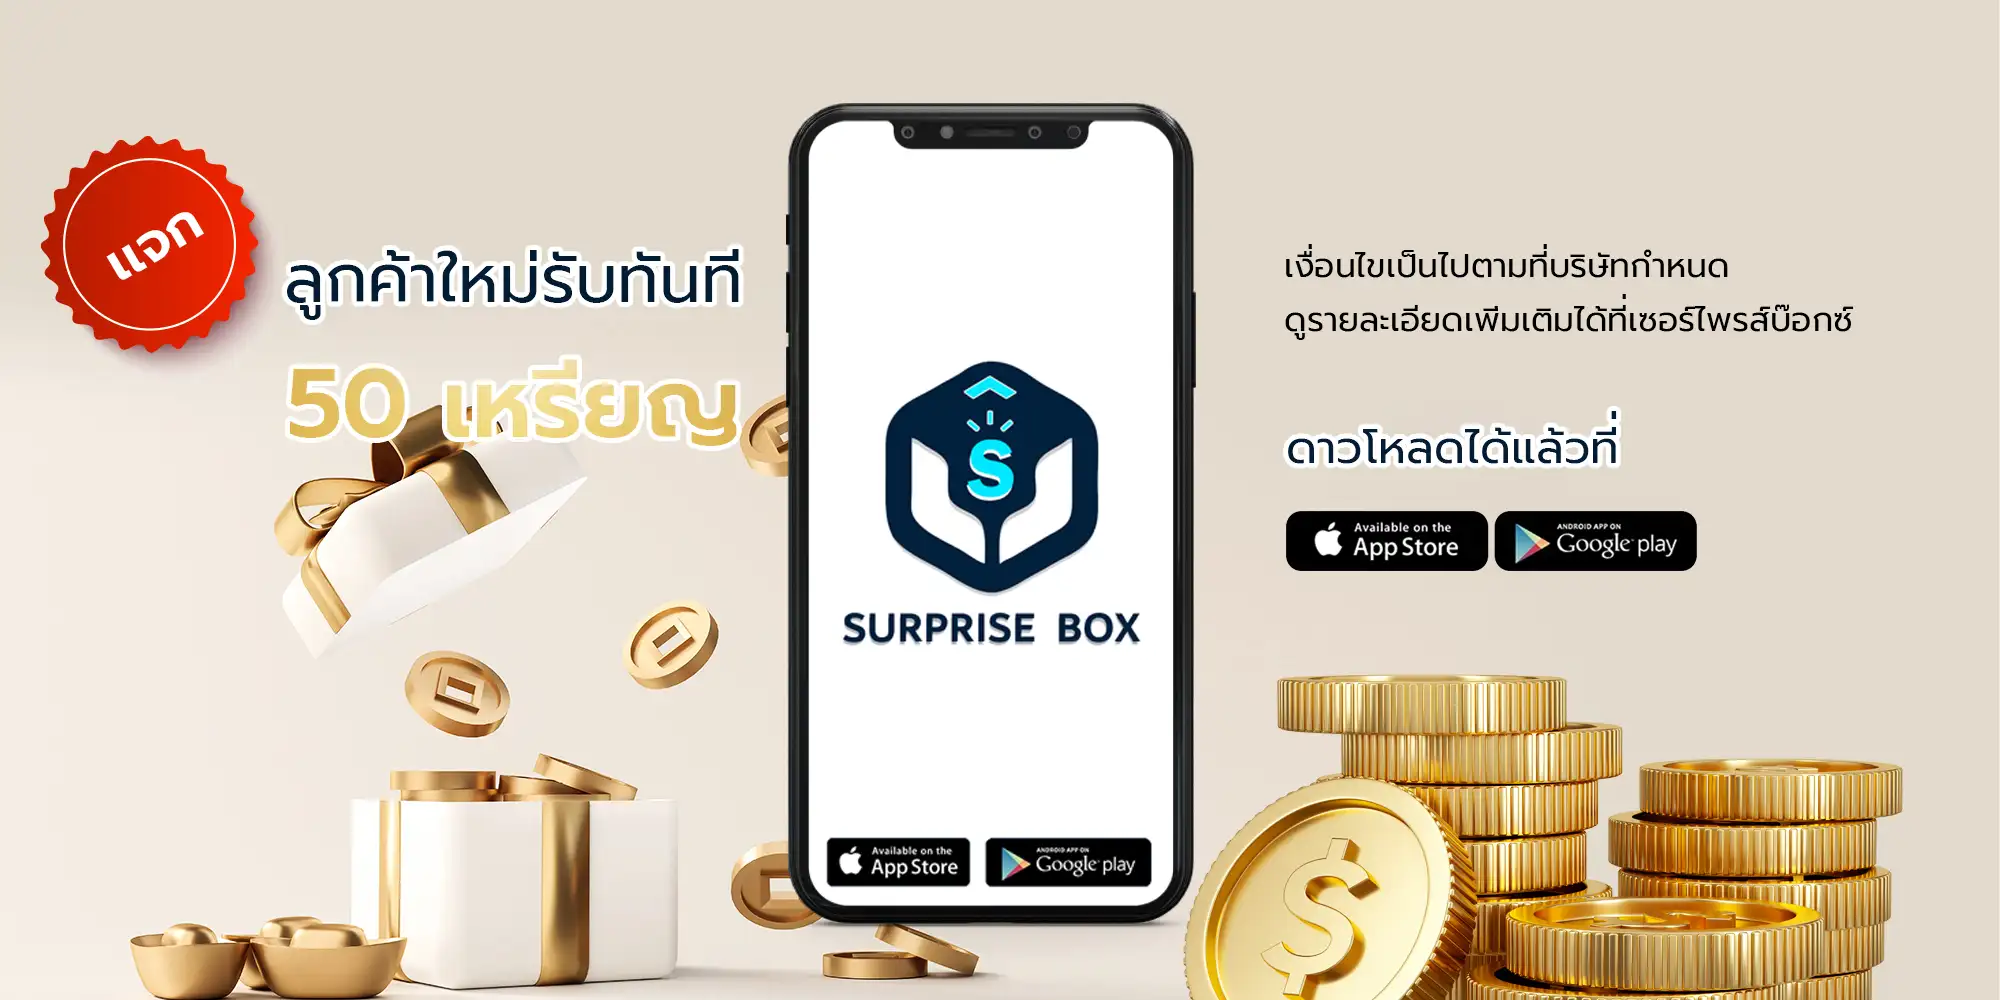 แจก
ลูกค้าใหม่รับทันที
50 เหรียญ
S
SURPRISE BOX
Available on the
App Store
ANDROID APP ON
Google play
เงื่อนไขเป็นไปตามที่บริษัทกำหนด
ดูรายละเอียดเพิ่มเติมได้ที่เซอร์ไพรส์บ๊อกซ์
ดาวโหลดได้แล้วที่
Available on the
App Store
ANDROID APP ON
Google play
$